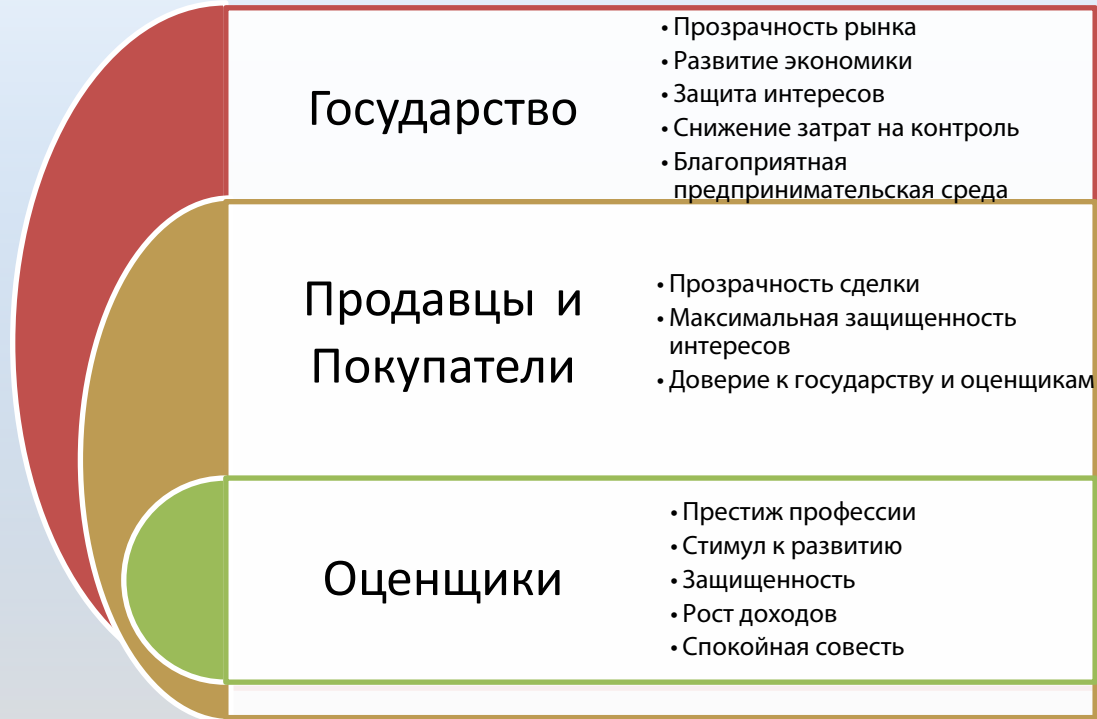 Государство
• Прозрачность рынка
• Развитие экономики
• Защита интересов
• Снижение затрат на контроль
• Благоприятная
предпринимательская среда
Продавцы и
Покупатели
• Прозрачность сделки
• Максимальная защищенность
интересов
• Доверие к государству и оценщикам
Оценщики
• Престиж профессии
• Стимул к развитию
• Защищенность
• Рост доходов
• Спокойная совесть